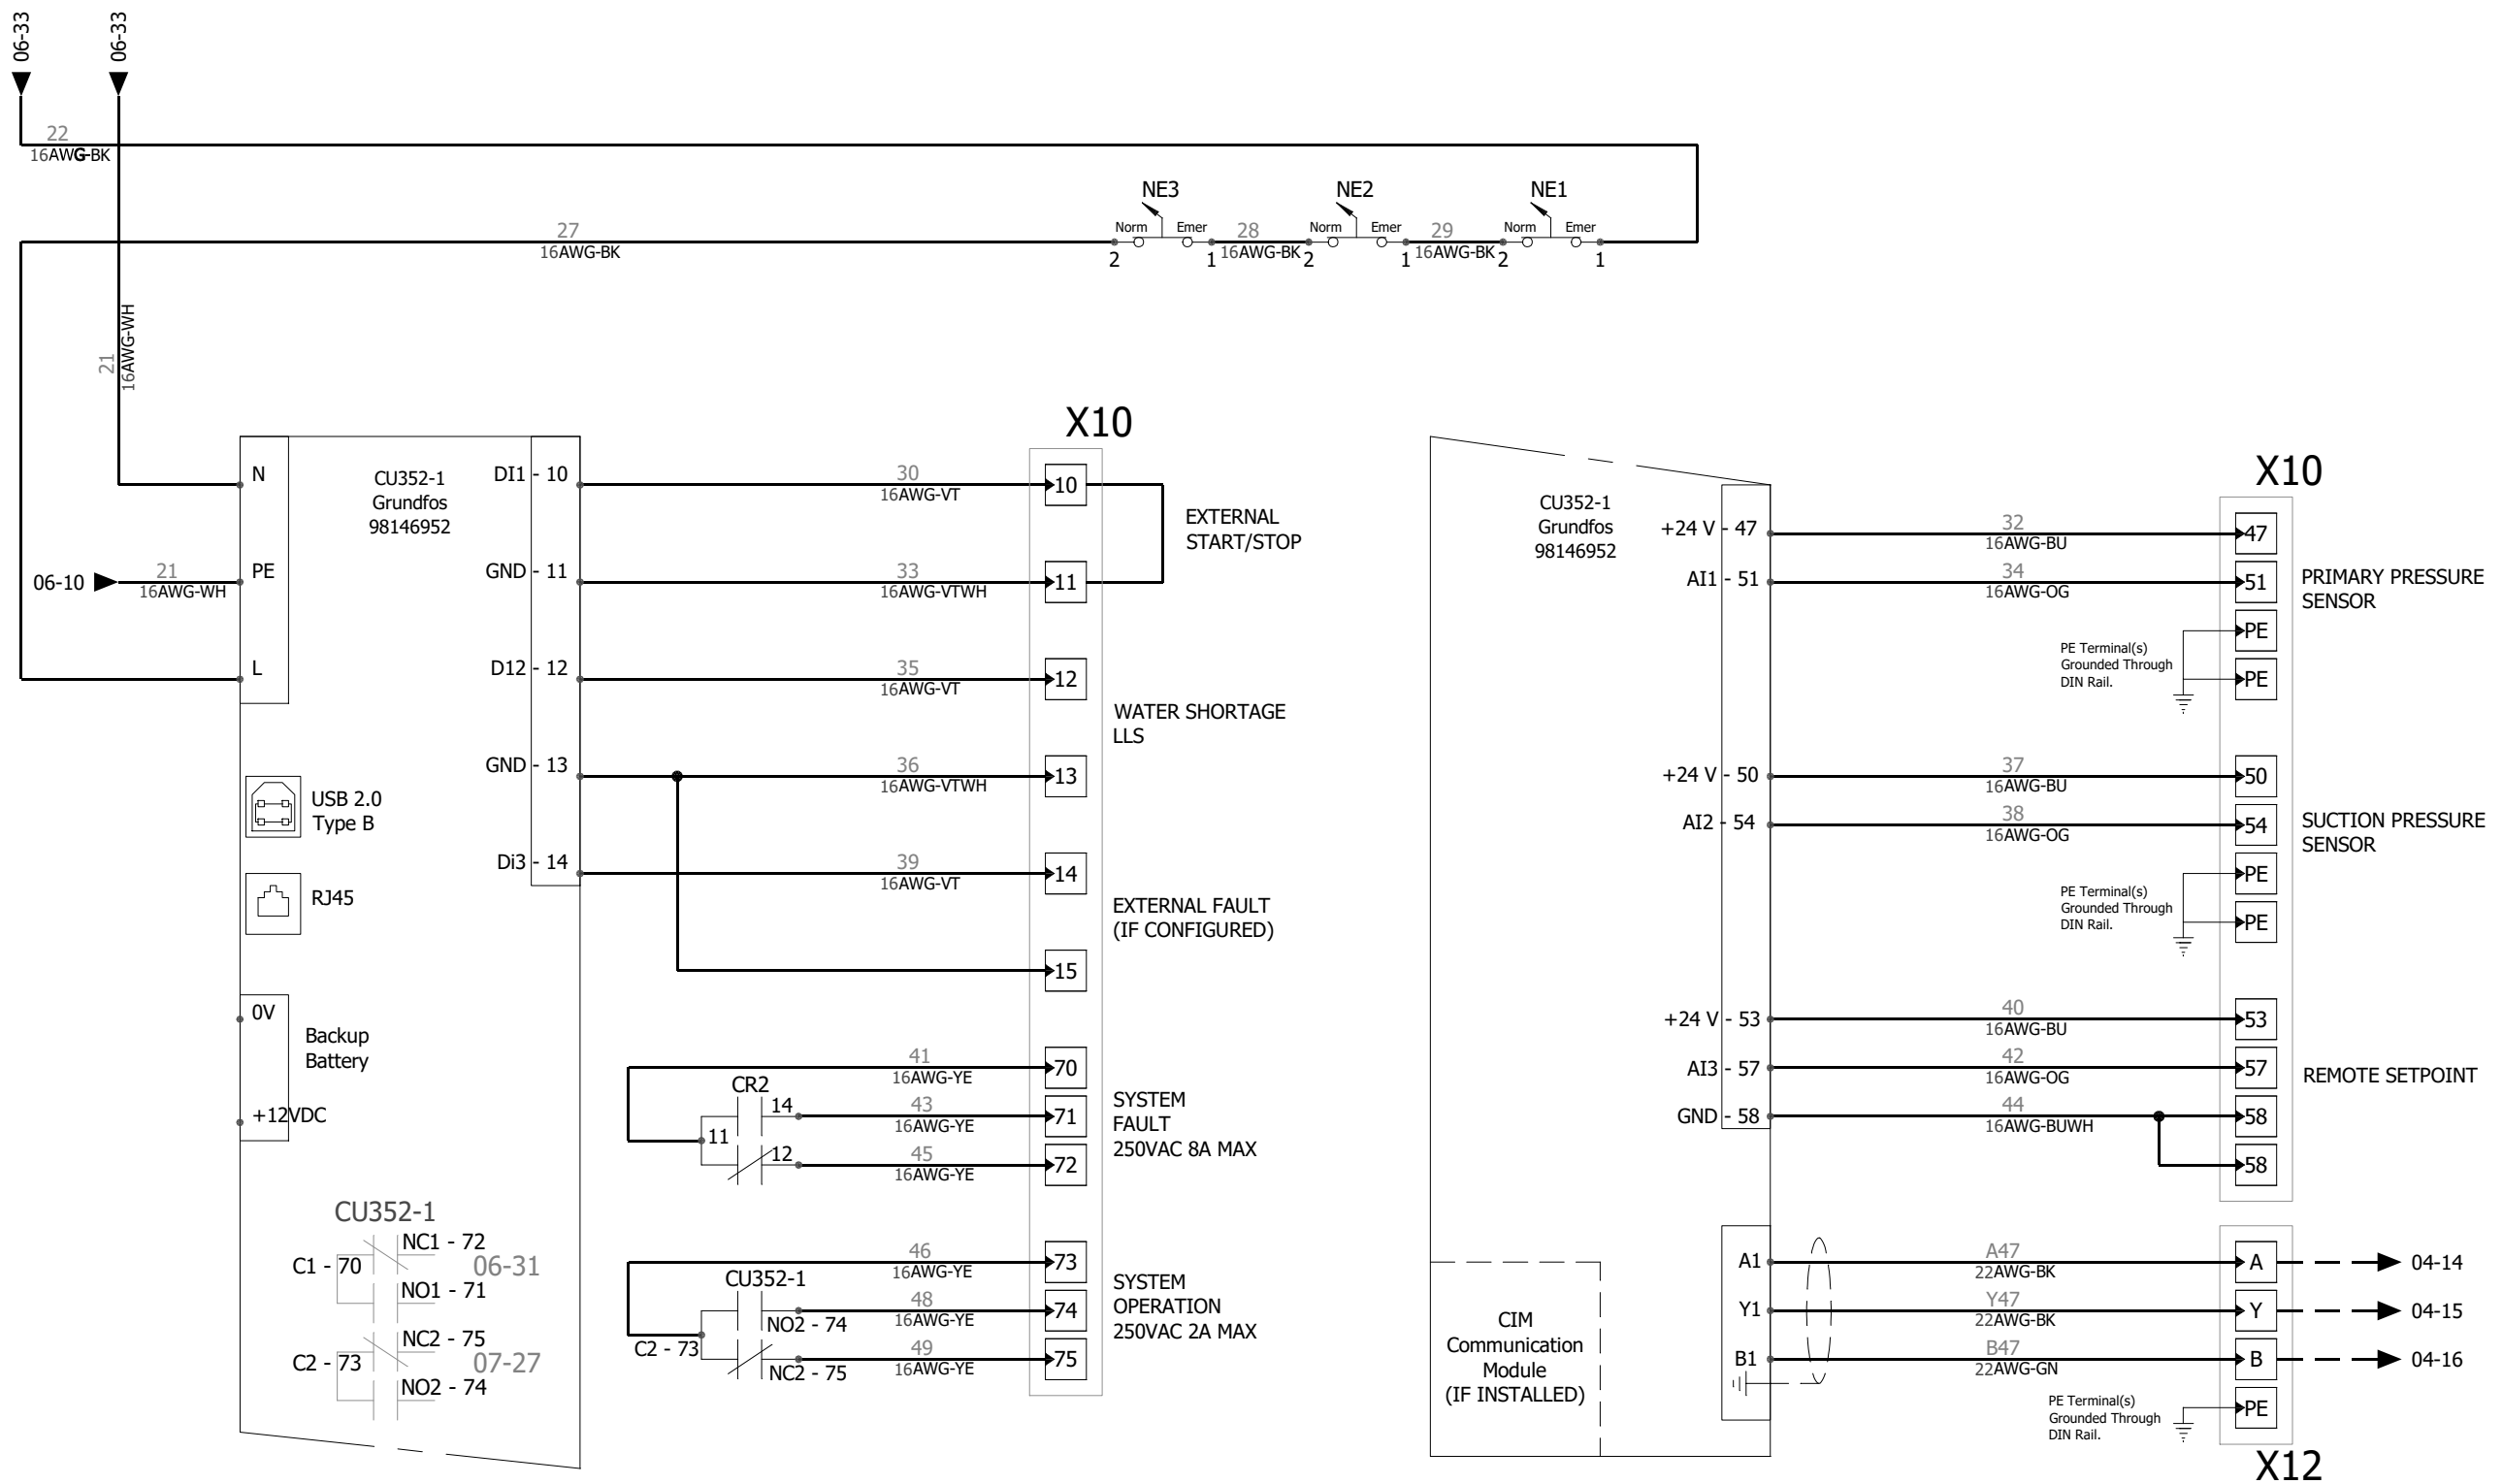 06-33
06-33
22
16AWG-BK
NE3
NE2
NE1
Norm
Emer
Norm
Emer
Norm
Emer
27
16AWG-BK
28
16AWG-BK
29
16AWG-BK
2
1
2
1
2
1
21
16AWG-WH
X10
N
CU352-1
Grundfos
98146952
DI1 - 10
30
16AWG-VT
10
EXTERNAL
START/STOP
06-10
21
16AWG-WH
PE
GND - 11
33
16AWG-VTWH
11
L
D12 - 12
35
16AWG-VT
12
WATER SHORTAGE
LLS
GND - 13
36
16AWG-VTWH
13
USB 2.0
Type B
Di3 - 14
39
16AWG-VT
14
RJ45
EXTERNAL FAULT
(IF CONFIGURED)
15
0V
Backup
Battery
+12VDC
41
16AWG-YE
70
CR2
14
43
16AWG-YE
71
11
12
45
16AWG-YE
72
SYSTEM
FAULT
250VAC 8A MAX
CU352-1
NC1 - 72
C1 - 70
06-31
NO1 - 71
NC2 - 75
C2 - 73
07-27
NO2 - 74
46
16AWG-YE
73
CU352-1
48
16AWG-YE
74
NO2 - 74
C2 - 73
49
16AWG-YE
75
NC2 - 75
SYSTEM
OPERATION
250VAC 2A MAX
X10
CU352-1
Grundfos
98146952
+24 V - 47
32
16AWG-BU
47
AI1 - 51
34
16AWG-OG
51
PRIMARY PRESSURE
SENSOR
PE
PE
PE Terminal(s)
Grounded Through
DIN Rail.
+24 V - 50
37
16AWG-BU
50
AI2 - 54
38
16AWG-OG
54
SUCTION PRESSURE
SENSOR
PE
PE
PE Terminal(s)
Grounded Through
DIN Rail.
+24 V - 53
40
16AWG-BU
53
AI3 - 57
42
16AWG-OG
57
REMOTE SETPOINT
GND - 58
44
16AWG-BUWH
58
58
A1
A47
22AWG-BK
A
04-14
Y1
Y47
22AWG-BK
Y
04-15
B1
B47
22AWG-GN
B
04-16
CIM
Communication
Module
(IF INSTALLED)
PE Terminal(s)
Grounded Through
DIN Rail.
PE
X12